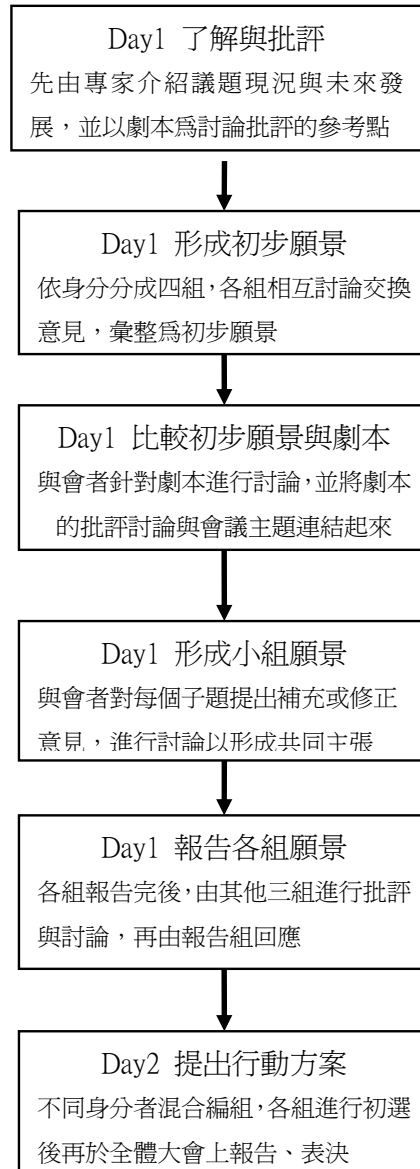 Day1 了解與批評
先由專家介紹議題現況與未來發
展，並以劇本為討論批評的參考點
Day1 形成初步願景
依身分分成四組，各組相互討論交換
意見，彙整為初步願景
Day1 比較初步願景與劇本
與會者針對劇本進行討論，並將劇本
的批評討論與會議主題連結起來
Day1 形成小組願景
與會者對每個子題提出補充或修正
意見，進行討論以形成共同主張
Day1 報告各組願景
各組報告完後，由其他三組進行批評
與討論，再由報告組回應
Day2 提出行動方案
不同身分者混合編組，各組進行初選
後再於全體大會上報告、表決